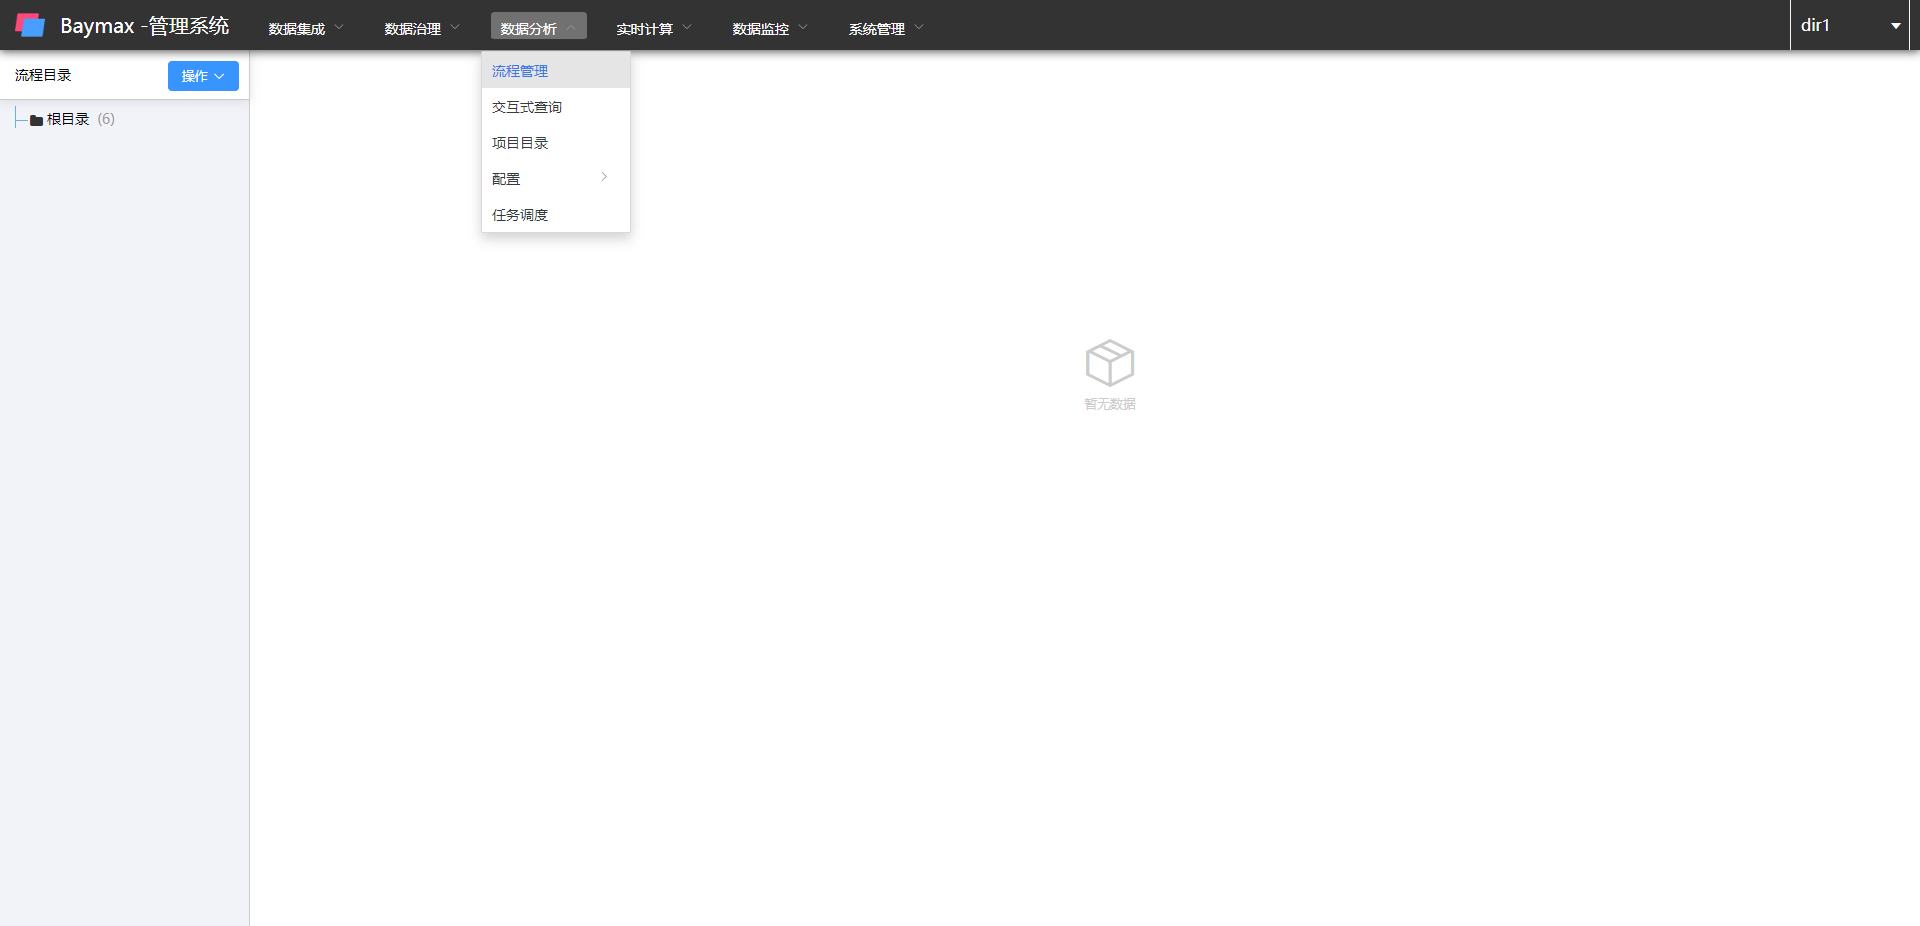 Baymax -管理系统
数据集成
数据治理
数据分析
实时计算
数据监控
系统管理
dir1
流程目录
操作
根目录 (6)
流程管理
交互式查询
项目目录
配置
任务调度
暂无数据